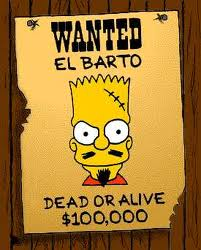 WANTED
EL BARTO
DEAD OR ALIVE
$100,000